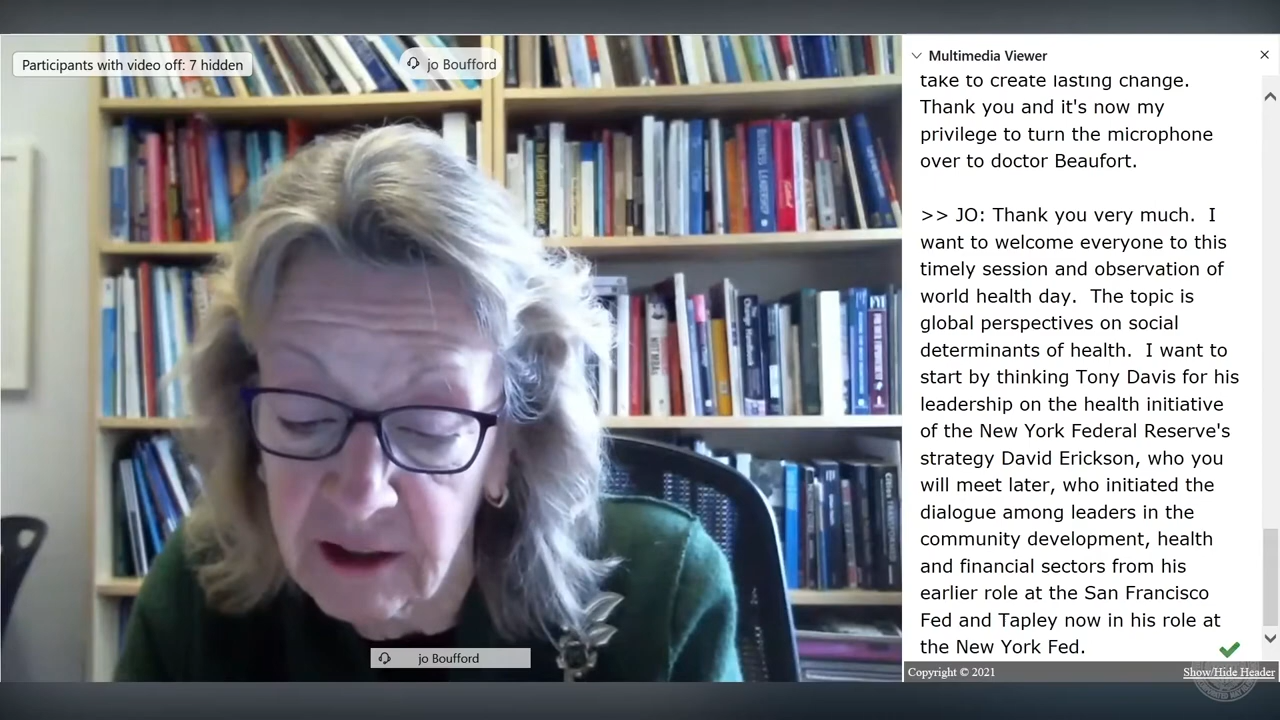 Participants with video off: 7 hidden
jo Boufford
Multimedia Viewer
take to create lasting change.
Thank you and it's now my
privilege to turn the microphone
over to doctor Beaufort.
>> JO: Thank you very much. I
want to welcome everyone to this
timely session and observation of
world health day. The topic is
global perspectives on social
determinants of health. I want to
start by thinking Tony Davis for his
leadership on the health initiative
of the New York Federal Reserve's
strategy David Erickson, who you
will meet later, who initiated the
dialogue among leaders in the
community development, health
and financial sectors from his
earlier role at the San Francisco
Fed and Tapley now in his role at
the New York Fed.
BUSINESS LEADERSHIP
jo Boufford
Copyright © 2021
Show/Hide Header